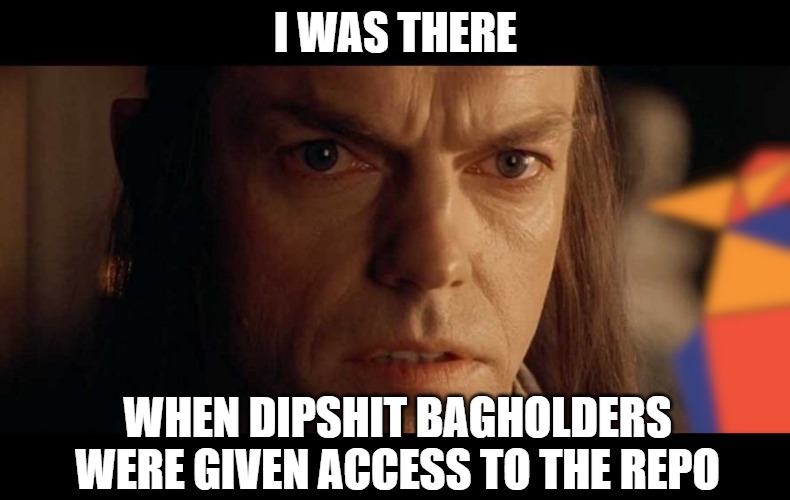 I WAS THERE
WHEN DIPSHIT BAGHOLDERS
WERE GIVEN ACCESS TO THE REPO